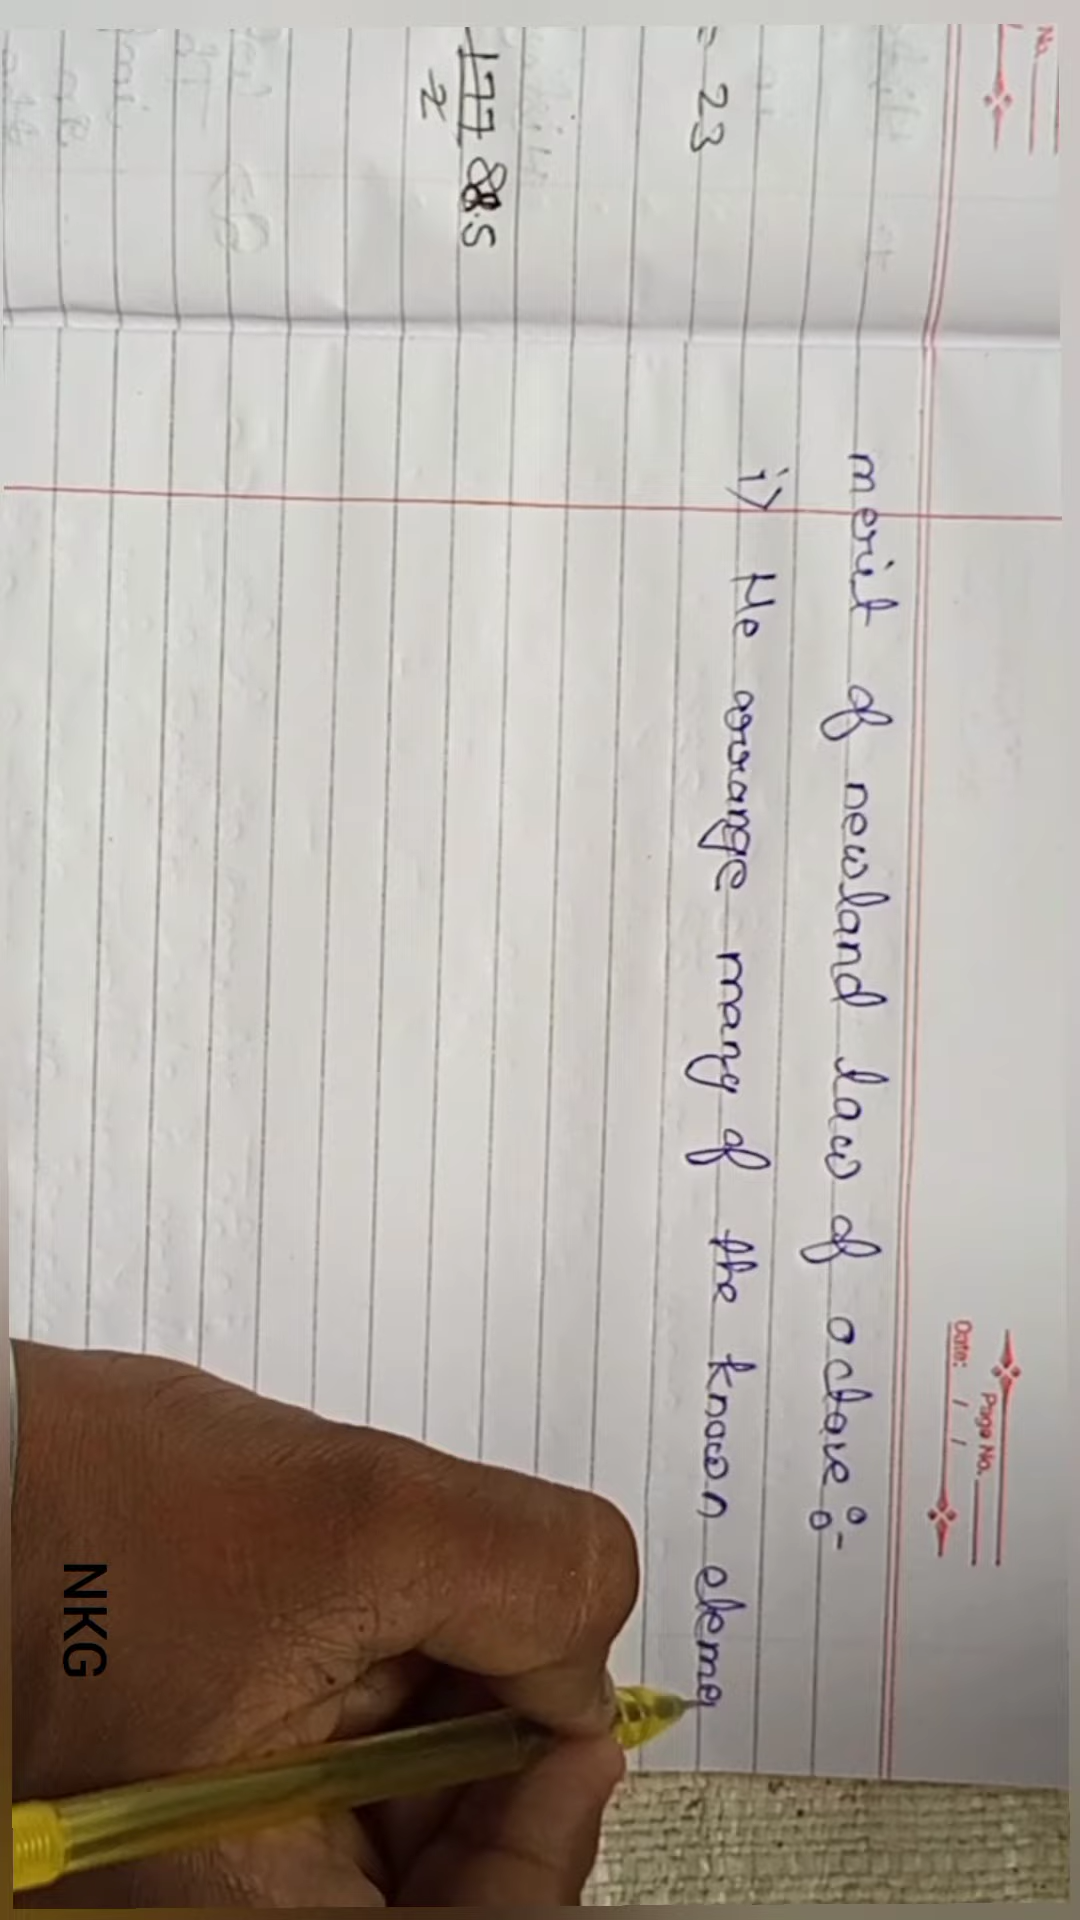 No.
= 23
177 88.5
2
Page No.
Date: / /
merit of newland law of octave :-
i) He arrange many of the known eleme
NKG